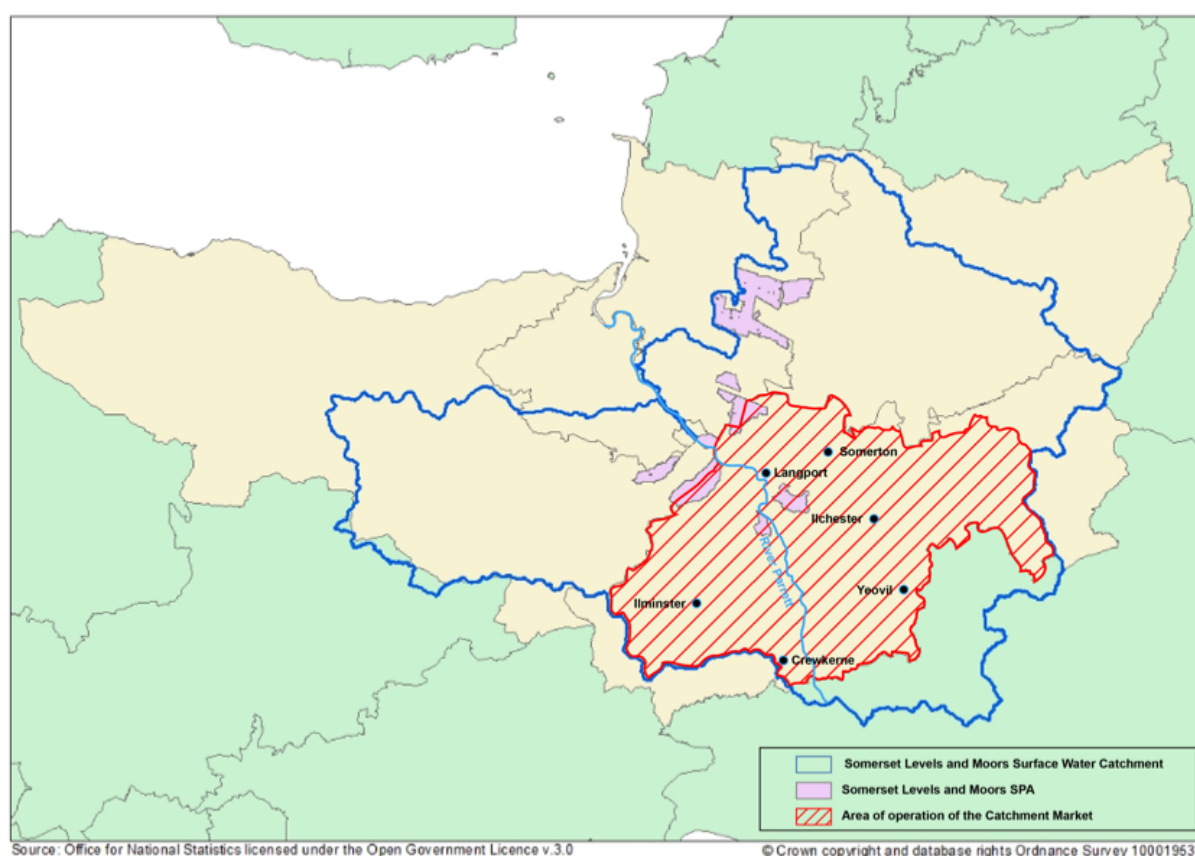 Somerton
Langport
Ilchester
River Parrett
Yeovil
Ilminster
Crewkerne
Somerset Levels and Moors Surface Water Catchment
Somerset Levels and Moors SPA
Area of operation of the Catchment Market
Source: Office for National Statistics licensed under the Open Government Licence v.3.0
© Crown copyright and database rights Ordnance Survey 10001953